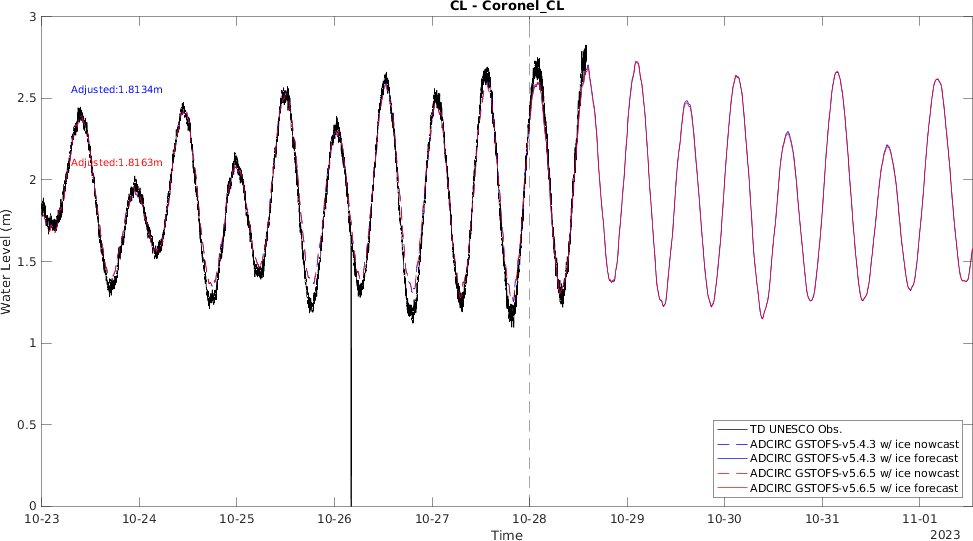 CL - Coronel_CL
3
2.5
2
1.5
1
0.5
0
Water Level (m)
Adjusted:1.8134m
Adjusted:1.8163m
TD UNESCO Obs.
ADCIRC GSTOFS-v5.4.3 w/ ice nowcast
ADCIRC GSTOFS-v5.4.3 w/ ice forecast
ADCIRC GSTOFS-v5.6.5 w/ ice nowcast
ADCIRC GSTOFS-v5.6.5 w/ ice forecast
10-23 10-24 10-25 10-26 10-27 10-28 10-29 10-30 10-31 11-01
Time
2023